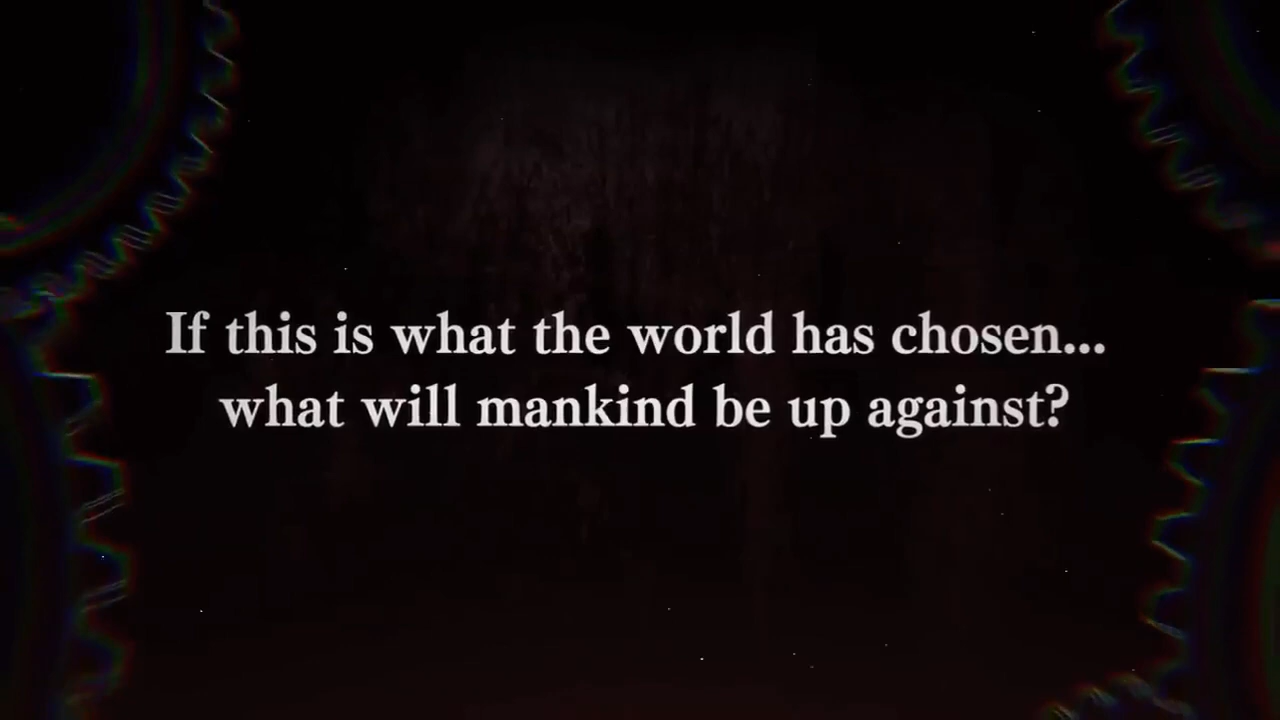 If this is what the world has chosen...
what will mankind be up against?